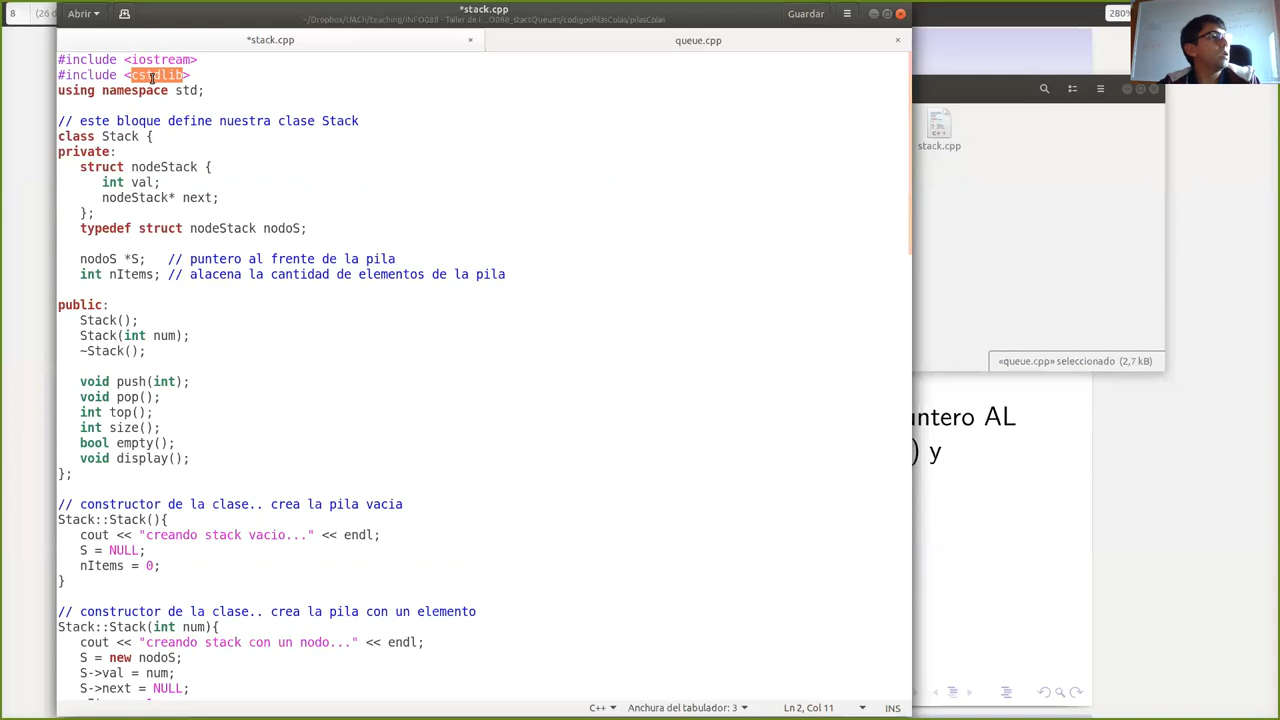 8
(26 d
Abrir
*stack.cpp
Guardar
280%
*stack.cpp
queue.cpp
#include <iostream>
#include <cstdlib>
using namespace std;
// este bloque define nuestra clase Stack
class Stack {
private:
struct nodeStack {
int val;
nodeStack* next;
};
typedef struct nodeStack nodoS;
nodoS *S; // puntero al frente de la pila
int nItems; // alacena la cantidad de elementos de la pila
public:
Stack();
Stack(int num);
~Stack();
void push(int);
void pop();
int top();
int size();
bool empty();
void display();
};
// constructor de la clase.. crea la pila vacia
Stack::Stack(){
cout << "creando stack vacio..." << endl;
S = NULL;
nItems = 0;
}
// constructor de la clase.. crea la pila con un elemento
Stack::Stack(int num){
cout << "creando stack con un nodo..." << endl;
S = new nodoS;
S->val = num;
S->next = NULL;
C++
Anchura del tabulador: 3
Ln 2, Col 11
INS
stack.cpp
«queue.cpp» seleccionado (2,7 kB)
untero AL
) y